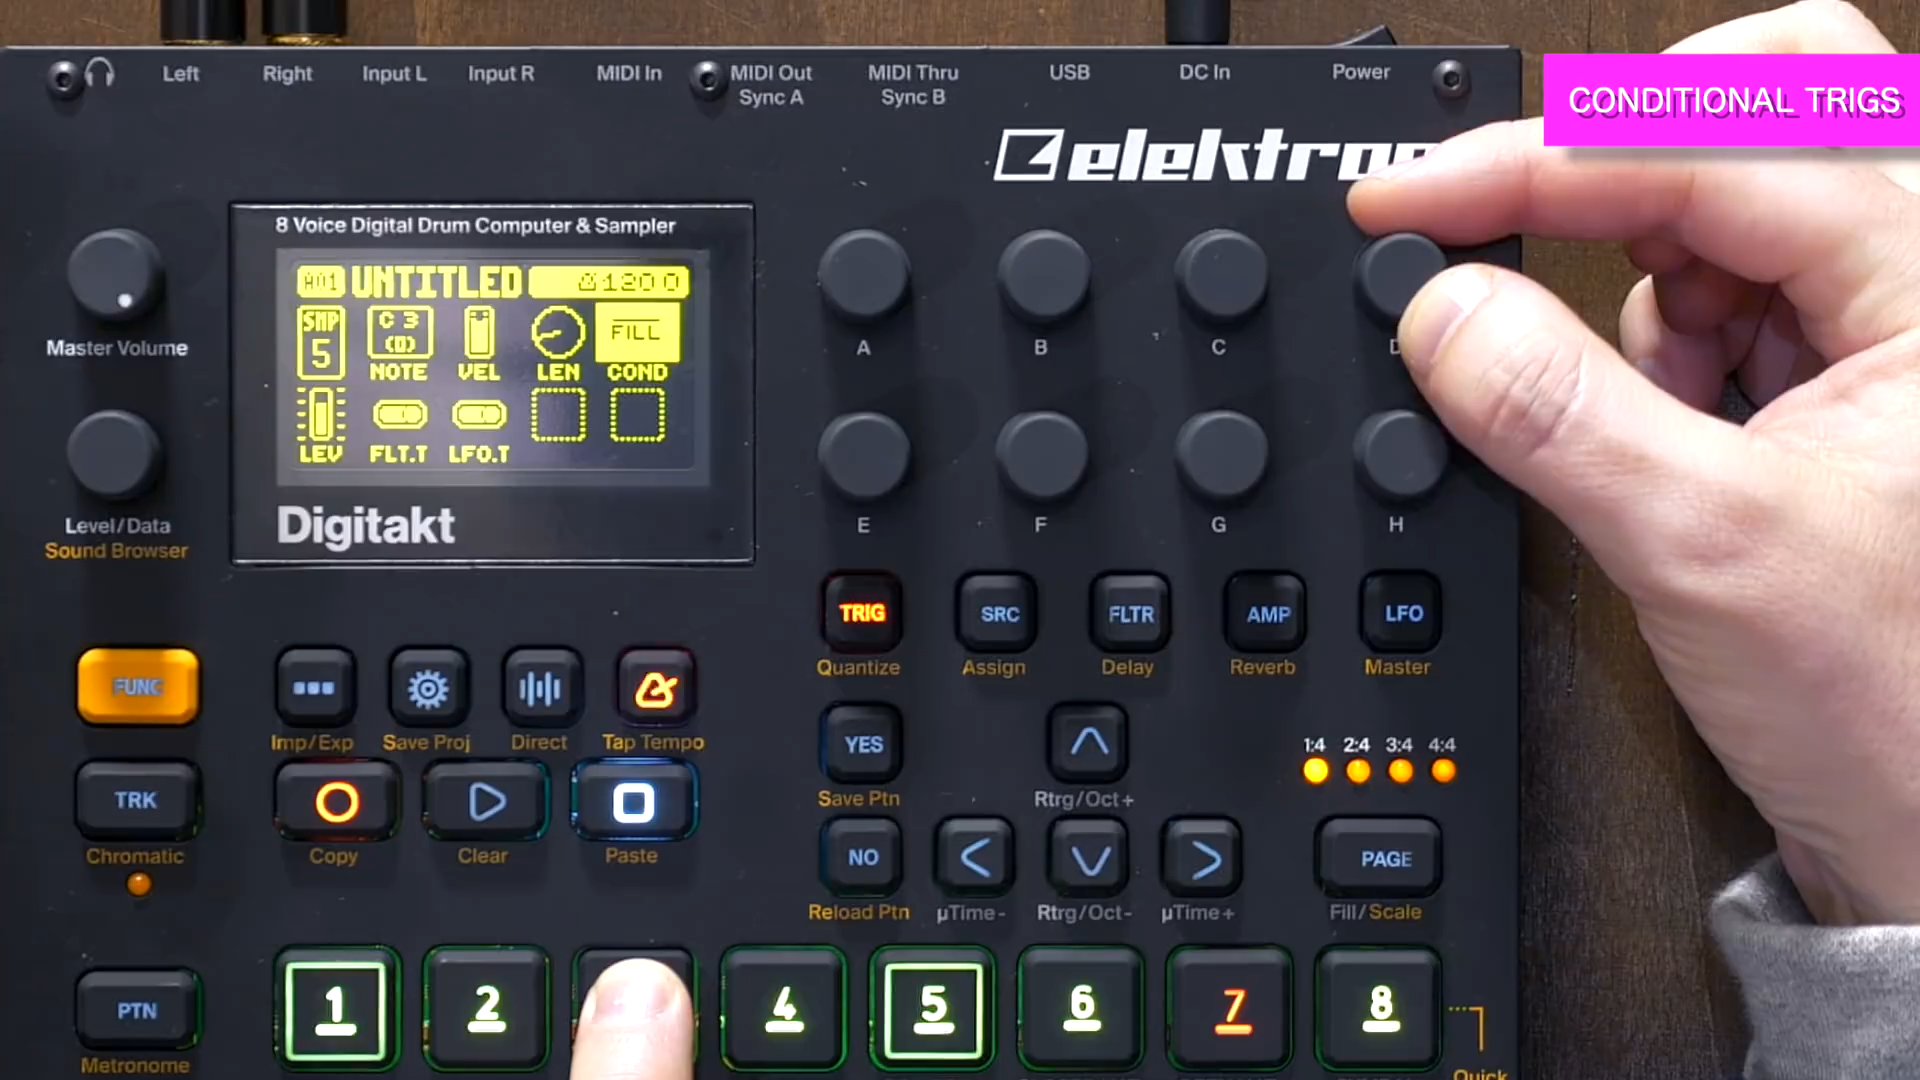 Left Right Input L Input R MIDI In MIDI Out MIDI Thru USB DC In Power
Sync A Sync B
CONDITIONAL TRIGS
elektron
8 Voice Digital Drum Computer & Sampler
A01 UNTITLED 120.0
SMP
5
C 3
(0)
FILL
NOTE VEL LEN COND
LEV FLT.T LFO.T
Digitakt
Master Volume
Level/Data
Sound Browser
A B C D
E F G H
TRIG SRC FLTR AMP LFO
Quantize Assign Delay Reverb Master
FUNC
Imp/Exp Save Proj Direct Tap Tempo
YES
Save Ptn
Rtrg/Oct+
1:4 2:4 3:4 4:4
TRK
Chromatic
Copy Clear Paste
NO PAGE
Reload Ptn µTime- Rtrg/Oct- µTime+ Fill/Scale
PTN
Metronome
1 2 4 5 6 7 8
Quick